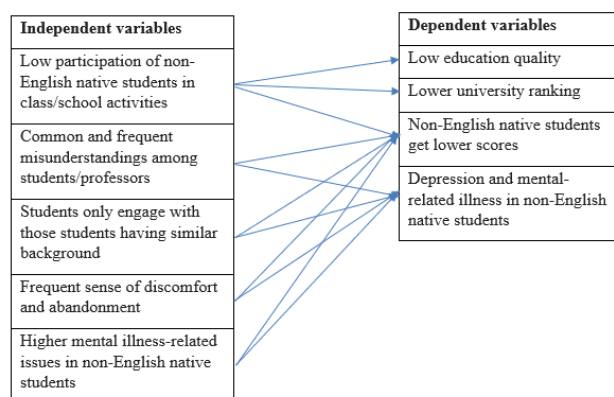 Independent variables
Low participation of non-
English native students in
class/school activities
Common and frequent
misunderstandings among
students/professors
Students only engage with
those students having similar
background
Frequent sense of discomfort
and abandonment
Higher mental illness-related
issues in non-English native
students
Dependent variables
Low education quality
Lower university ranking
Non-English native students
get lower scores
Depression and mental-
related illness in non-English
native students